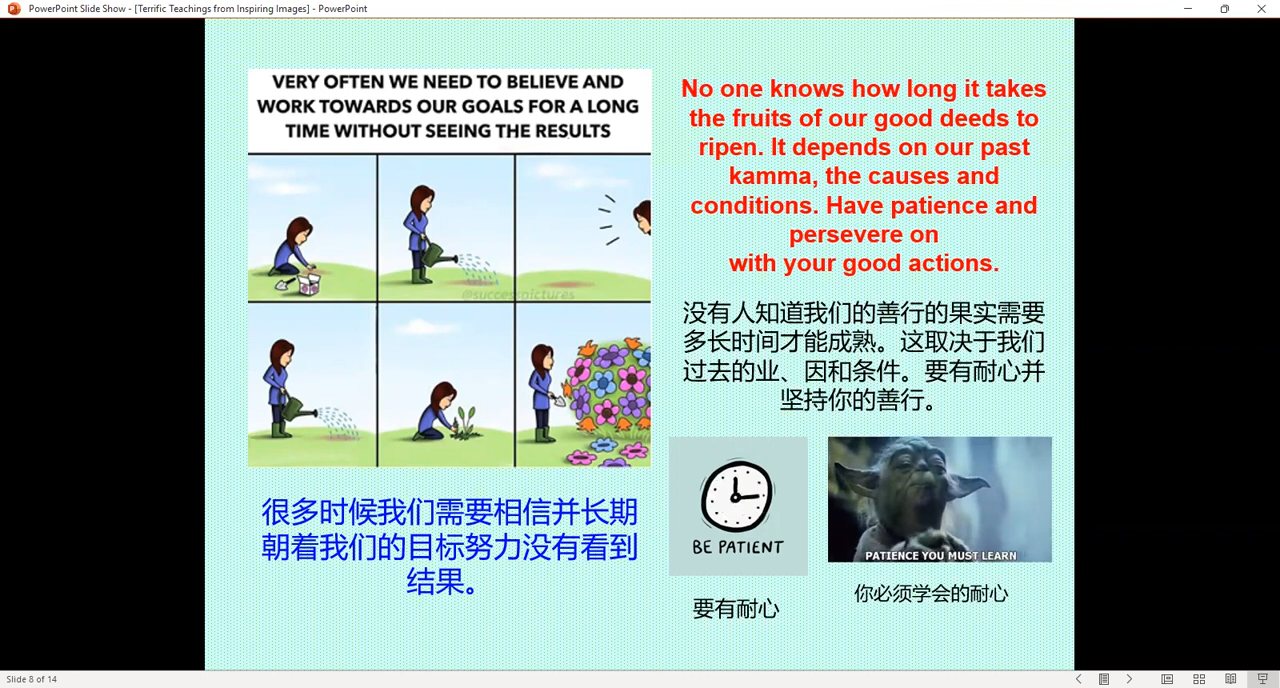 PowerPoint Slide Show - [Terrific Teachings from Inspiring Images] - PowerPoint
VERY OFTEN WE NEED TO BELIEVE AND
WORK TOWARDS OUR GOALS FOR A LONG
TIME WITHOUT SEEING THE RESULTS
@successpictures
很多时候我们需要相信并长期
朝着我们的目标努力没有看到
结果。
No one knows how long it takes
the fruits of our good deeds to
ripen. It depends on our past
kamma, the causes and
conditions. Have patience and
persevere on
with your good actions.
没有人知道我们的善行的果实需要
多长时间才能成熟。这取决于我们
过去的业、因和条件。要有耐心并
坚持你的善行。
BE PATIENT
要有耐心
PATIENCE YOU MUST LEARN
你必须学会的耐心
Slide 8 of 14